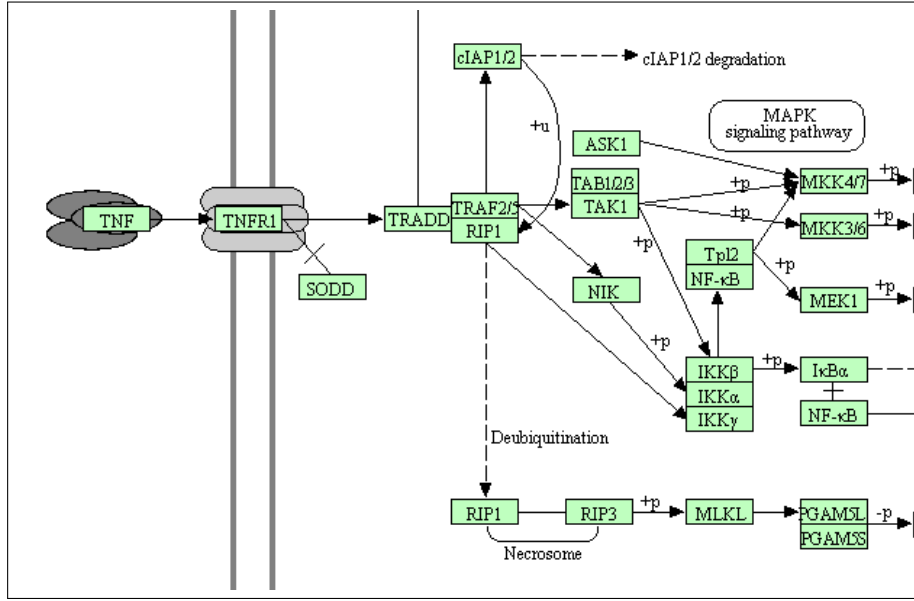 cIAP1/2
cIAP1/2 degradation
+u
MAPK
signaling pathway
ASK1
TAB1/2/3
TAK1
+p
MKK4/7
+p
TNF
TNFR1
TRADD
TRAF2/5
RIP1
+p
MKK3/6
+p
+p
Tpl2
NF-κB
+p
SODD
NIK
MEK1
+p
+p
IKKβ
IKKα
IKKγ
+p
IκBα
NF-κB
Deubiquitination
RIP1
RIP3
+p
MLKL
PGAM5L
PGAM5S
-p
Necrosome